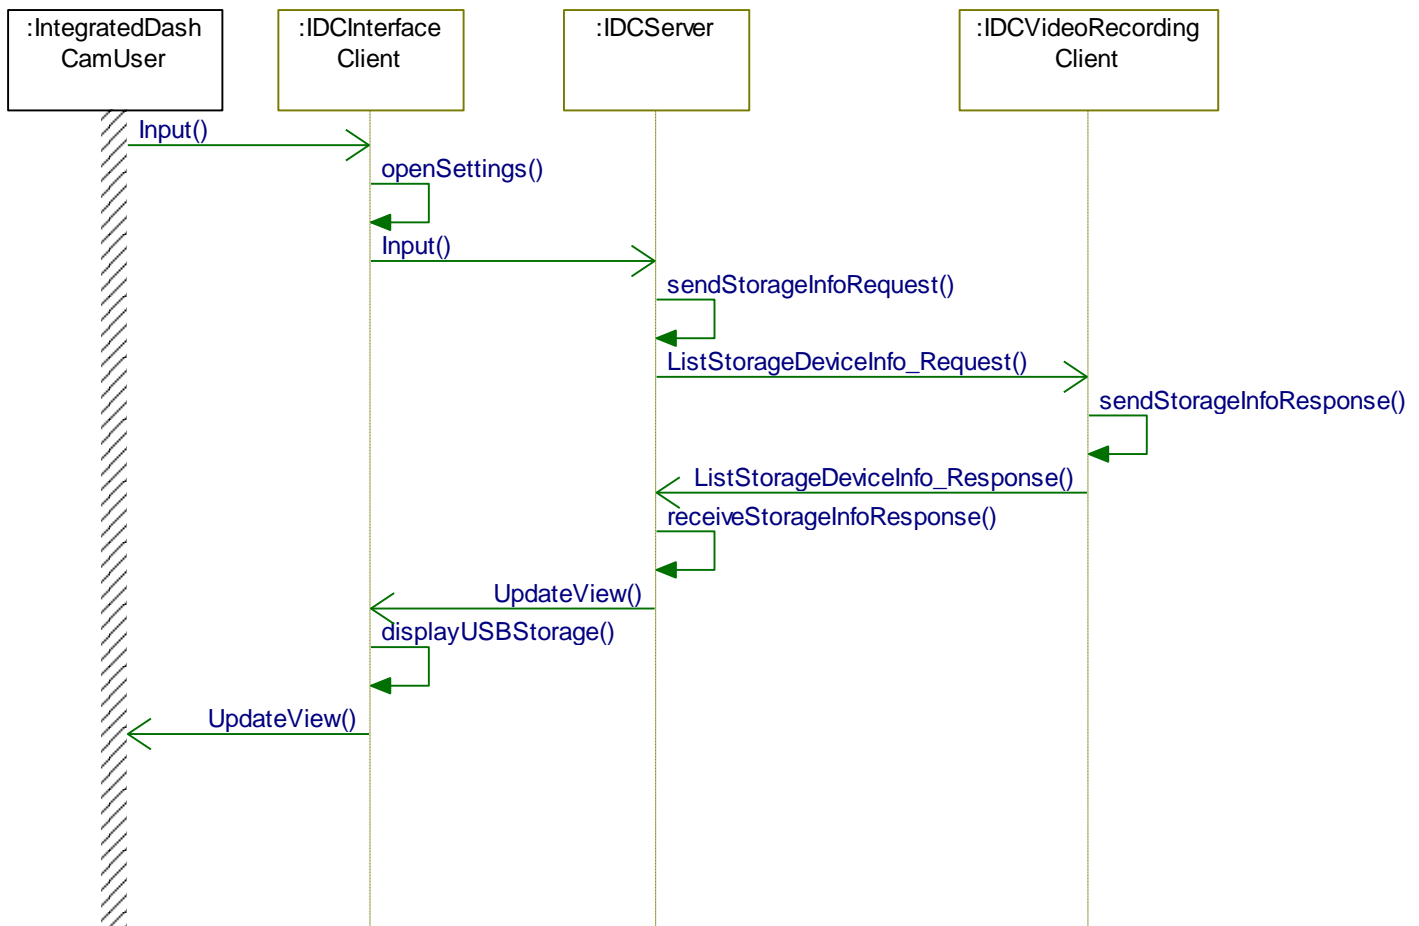 :IntegratedDash
CamUser
:IDCInterface
Client
:IDCServer
:IDCVideoRecording
Client
Input()
openSettings()
Input()
sendStorageInfoRequest()
ListStorageDeviceInfo_Request()
sendStorageInfoResponse()
ListStorageDeviceInfo_Response()
receiveStorageInfoResponse()
UpdateView()
displayUSBStorage()
UpdateView()